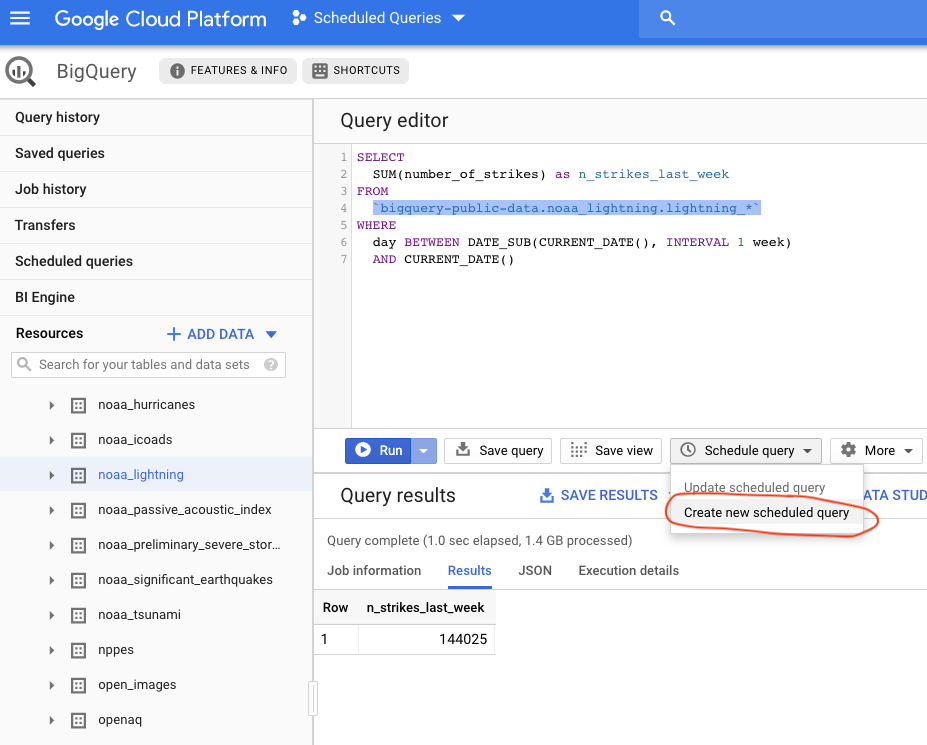 Google Cloud Platform
Scheduled Queries
BigQuery
FEATURES & INFO
SHORTCUTS
Query history
Saved queries
Job history
Transfers
Scheduled queries
BI Engine
Resources
ADD DATA
Search for your tables and data sets
?
noaa_hurricanes
noaa_icoads
noaa_lightning
noaa_passive_acoustic_index
noaa_preliminary_severe_stor...
noaa_significant_earthquakes
noaa_tsunami
nppes
open_images
openaq
Query editor
1 SELECT
2 SUM(number_of_strikes) as n_strikes_last_week
3 FROM
4 `bigquery-public-data.noaa_lightning.lightning_*`
5 WHERE
6 day BETWEEN DATE_SUB(CURRENT_DATE(), INTERVAL 1 week)
7 AND CURRENT_DATE()
Run
Save query
Save view
Schedule query
More
Update scheduled query
Create new scheduled query
Query results
SAVE RESULTS
ATA STUD
Query complete (1.0 sec elapsed, 1.4 GB processed)
Job information
Results
JSON
Execution details
Row n_strikes_last_week
1 144025